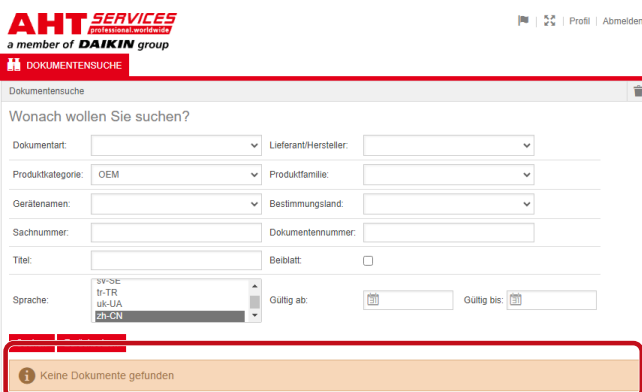 AHT SERVICES
professional.worldwide
a member of DAIKIN group
Profil Abmelden
DOKUMENTENSUCHE
Dokumentensuche
Wonach wollen Sie suchen?
Dokumentart: Lieferant/Hersteller:
Produktkategorie: OEM Produktfamilie:
Gerätenamen: Bestimmungsland:
Sachnummer: Dokumentennummer:
Titel: Beiblatt:
sv-SE
tr-TR
Sprache: uk-UA Gültig ab: Gültig bis:
zh-CN
Keine Dokumente gefunden